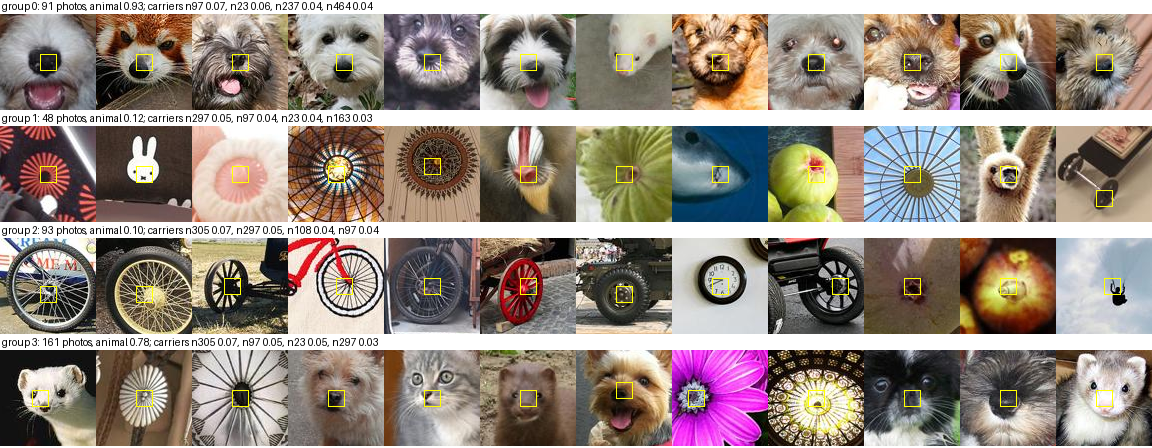 group 0: 91 photos, animal 0.93; carriers n97 0.07, n23 0.06, n237 0.04, n464 0.04
group 1: 48 photos, animal 0.12; carriers n297 0.05, n97 0.04, n23 0.04, n163 0.03
group 2: 93 photos, animal 0.10; carriers n305 0.07, n297 0.05, n108 0.04, n97 0.04
REAM
ME M
group 3: 161 photos, animal 0.78; carriers n305 0.07, n97 0.05, n23 0.05, n297 0.03